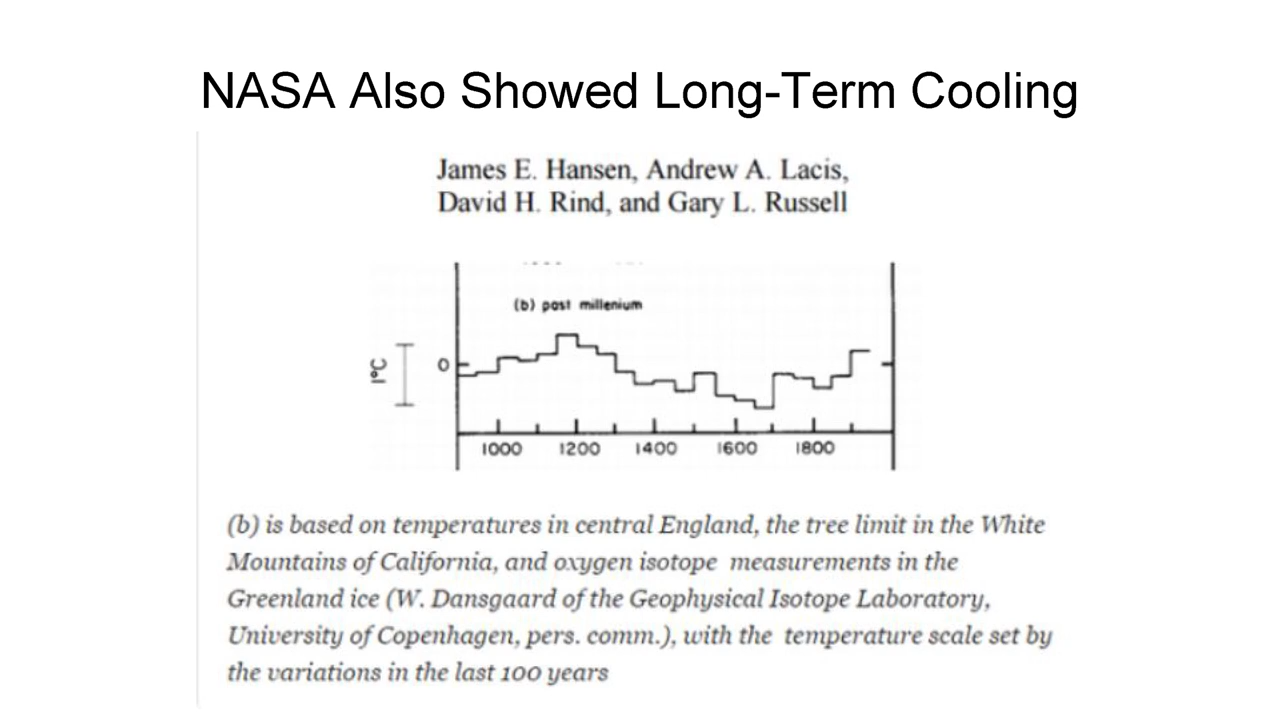 NASA Also Showed Long-Term Cooling
James E. Hansen, Andrew A. Lacis,
David H. Rind, and Gary L. Russell
(b) past millenium
1°C
0
1000 1200 1400 1600 1800
(b) is based on temperatures in central England, the tree limit in the White
Mountains of California, and oxygen isotope measurements in the
Greenland ice (W. Dansgaard of the Geophysical Isotope Laboratory,
University of Copenhagen, pers. comm.), with the temperature scale set by
the variations in the last 100 years